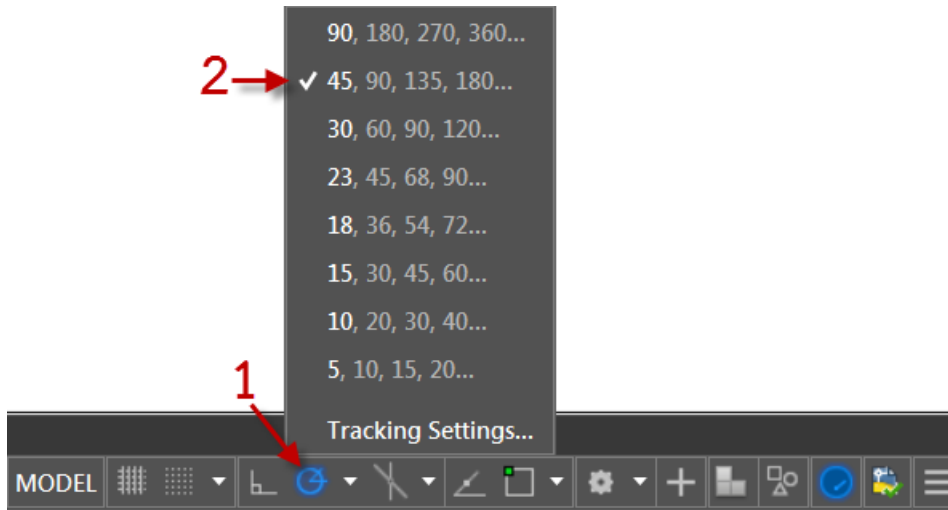 90, 180, 270, 360...
2
45, 90, 135, 180...
30, 60, 90, 120...
23, 45, 68, 90...
18, 36, 54, 72...
15, 30, 45, 60...
10, 20, 30, 40...
5, 10, 15, 20...
1
Tracking Settings...
MODEL